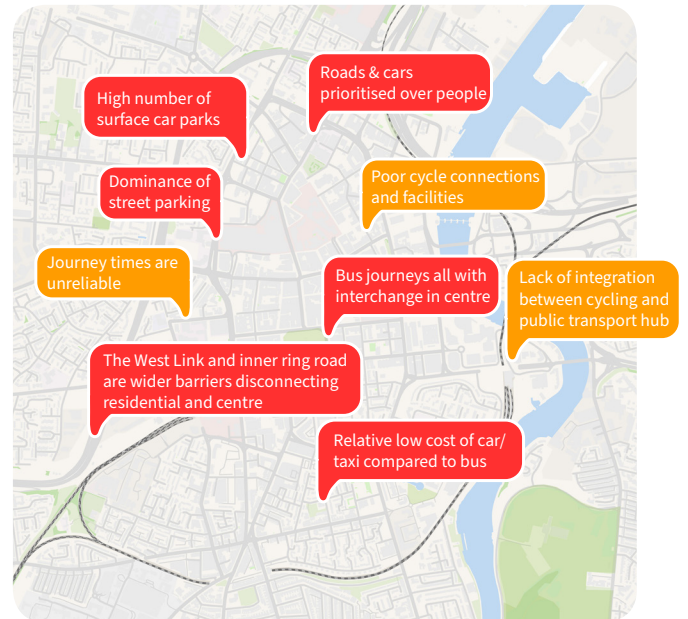 Roads & cars
prioritised over people
High number of
surface car parks
Poor cycle connections
and facilities
Dominance of
street parking
Journey times are
unreliable
Bus journeys all with
interchange in centre
Lack of integration
between cycling and
public transport hub
The West Link and inner ring road
are wider barriers disconnecting
residential and centre
Relative low cost of car/
taxi compared to bus